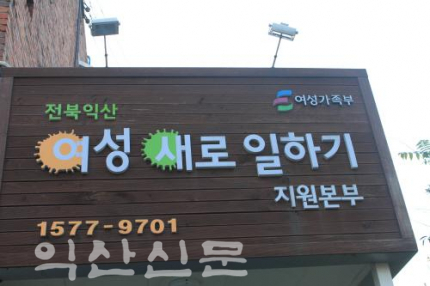 전북익산
여성가족부
여성 새로 일하기
지원본부
1577-9701
익산신문